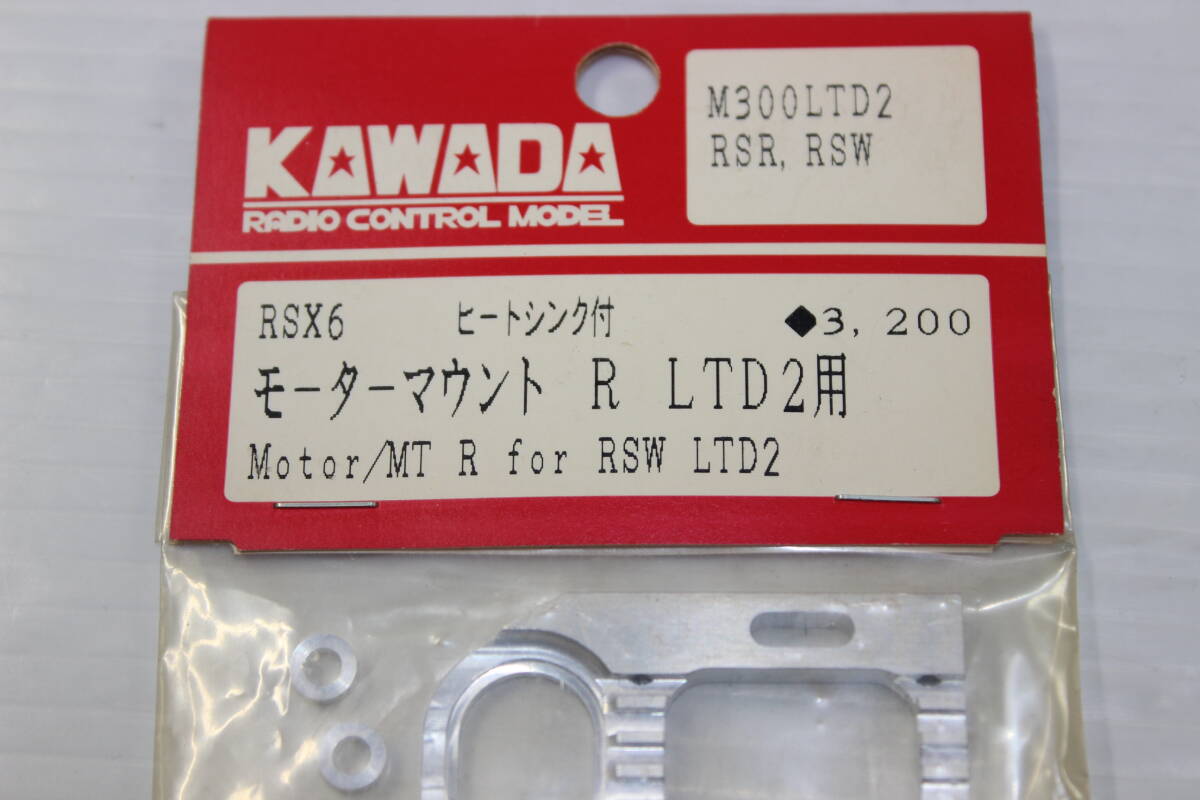 KAWADA
RADIO CONTROL MODEL
M300LTD2
RSR, RSW
RSX6 ヒートシンク付 ◆3, 200
モーターマウント R LTD2用
Motor/MT R for RSW LTD2